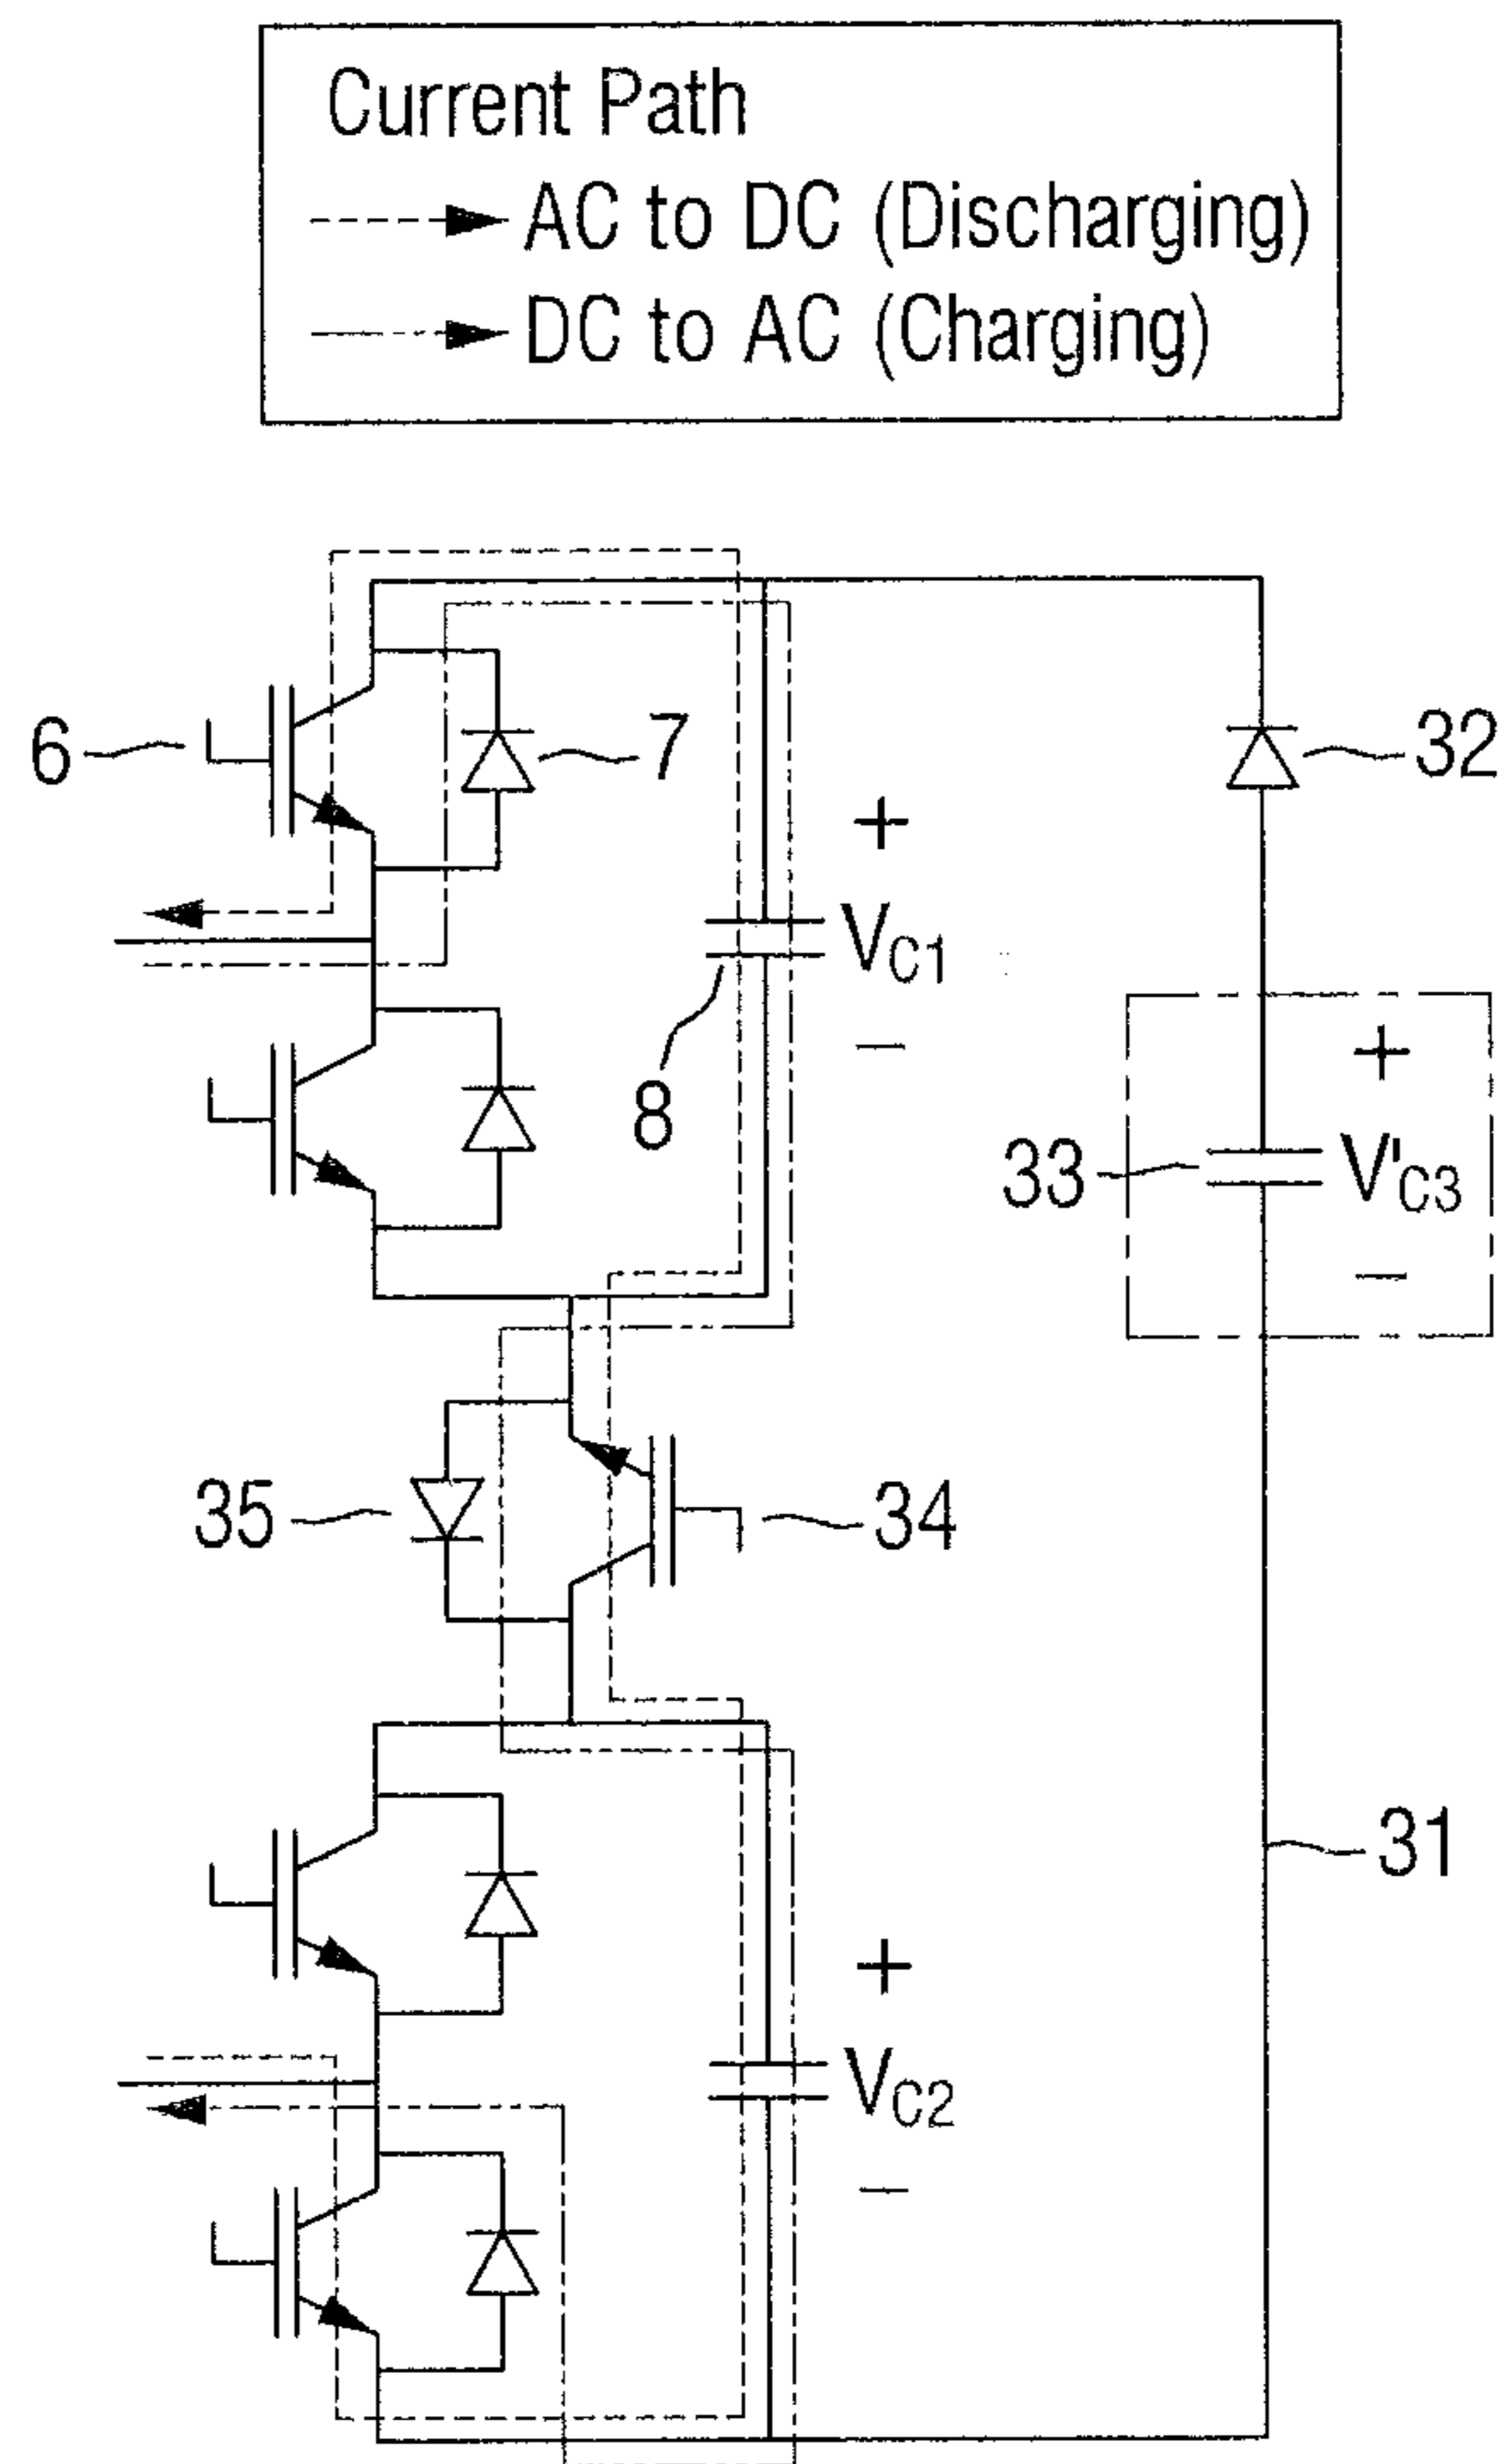 Current Path
AC to DC (Discharging)
DC to AC (Charging)
6
7
32
+
VC1
−
8
+
33
V'C3
−
35
34
31
+
VC2
−